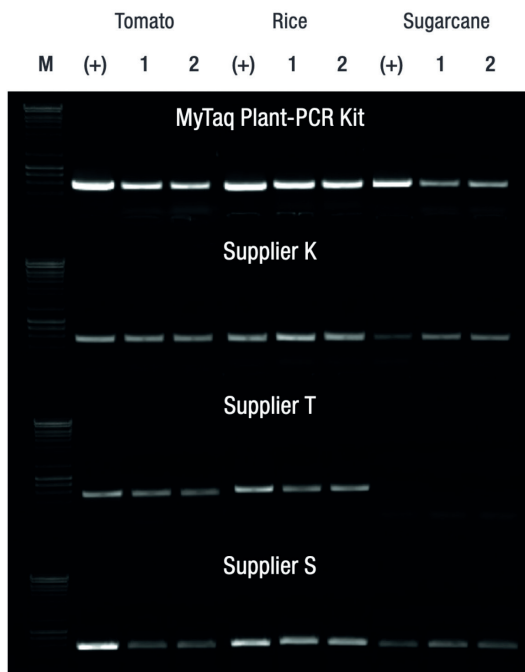 Tomato Rice Sugarcane
M (+) 1 2 (+) 1 2 (+) 1 2
MyTaq Plant-PCR Kit
Supplier K
Supplier T
Supplier S